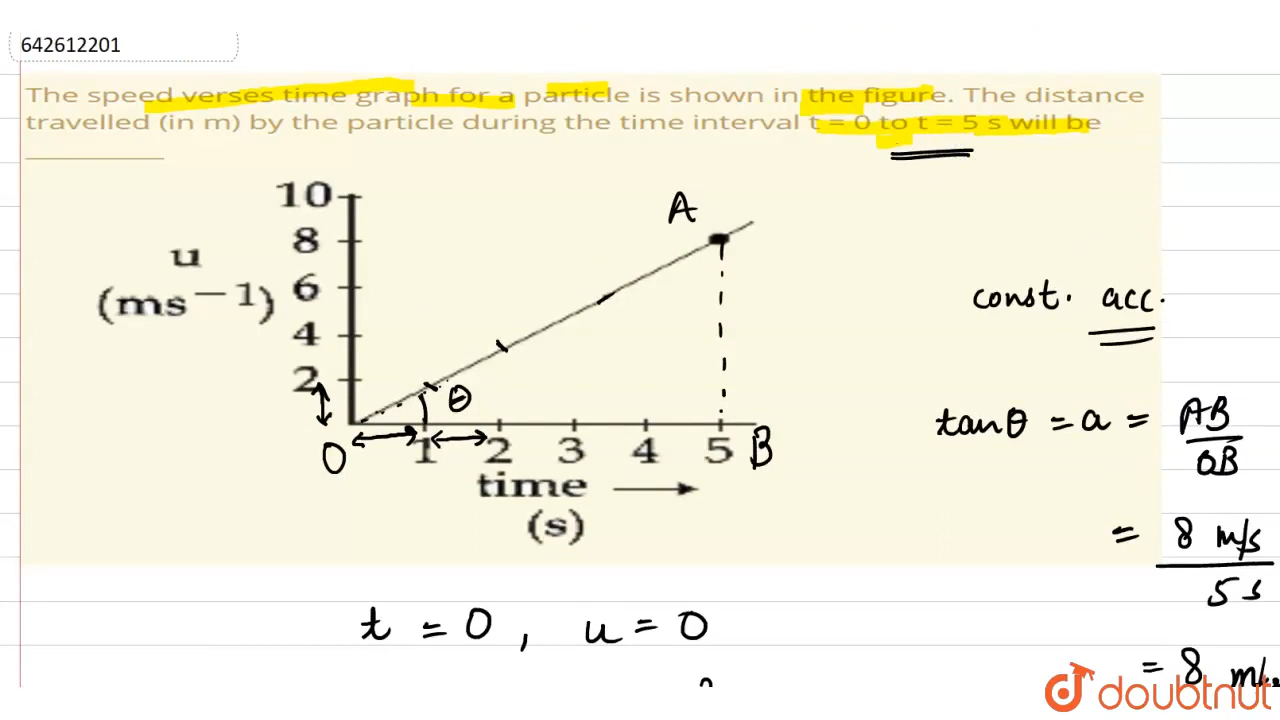 642612201
The speed verses time graph for a particle is shown in the figure. The distance
travelled (in m) by the particle during the time interval t = 0 to t = 5 s will be
____________
10
A
8
u
6
(ms⁻¹)
const. acc.
4
2
θ
tanθ = a = AB/OB
O
1 2 3 4 5 B
time
(s)
= 8 m/s
5 s
t = 0, u = 0
= 8
doubtnut